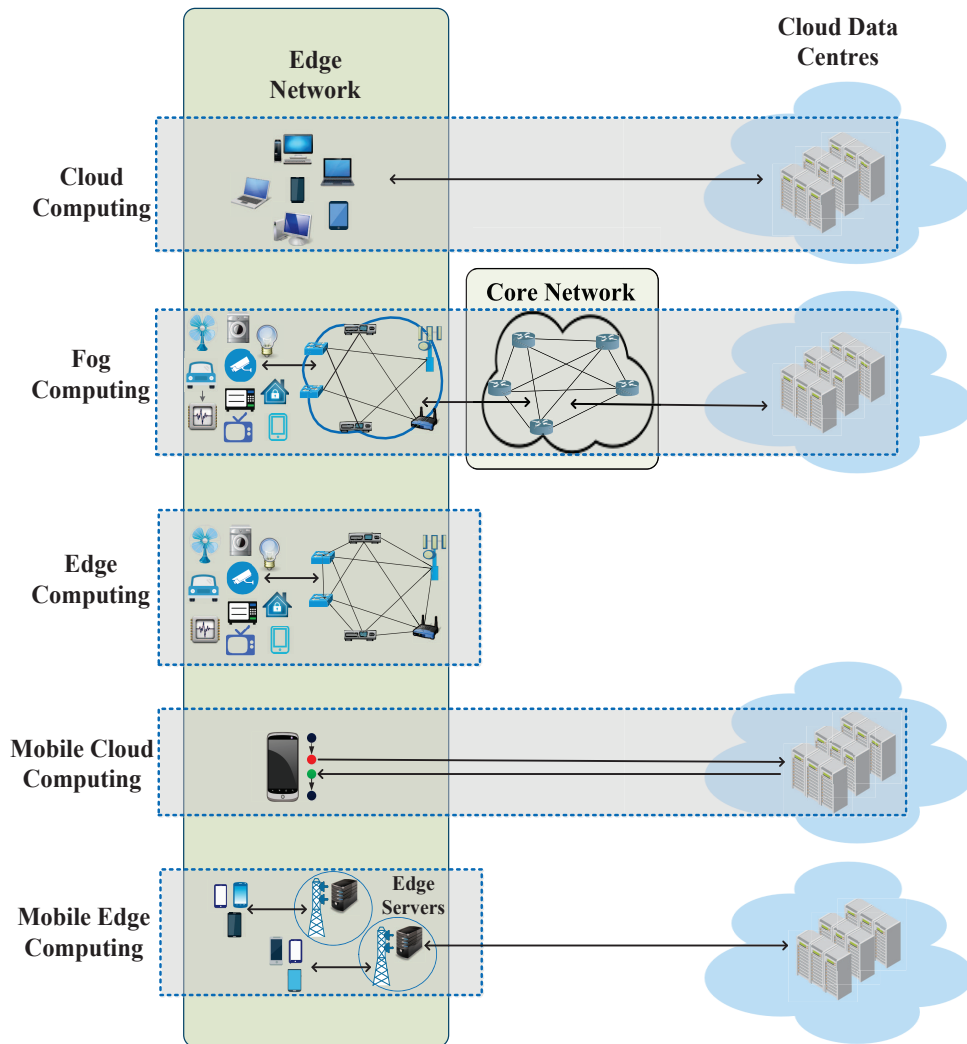 Edge
Network
Cloud Data
Centres
Cloud
Computing
Core Network
Fog
Computing
Edge
Computing
Mobile Cloud
Computing
Edge
Servers
Mobile Edge
Computing